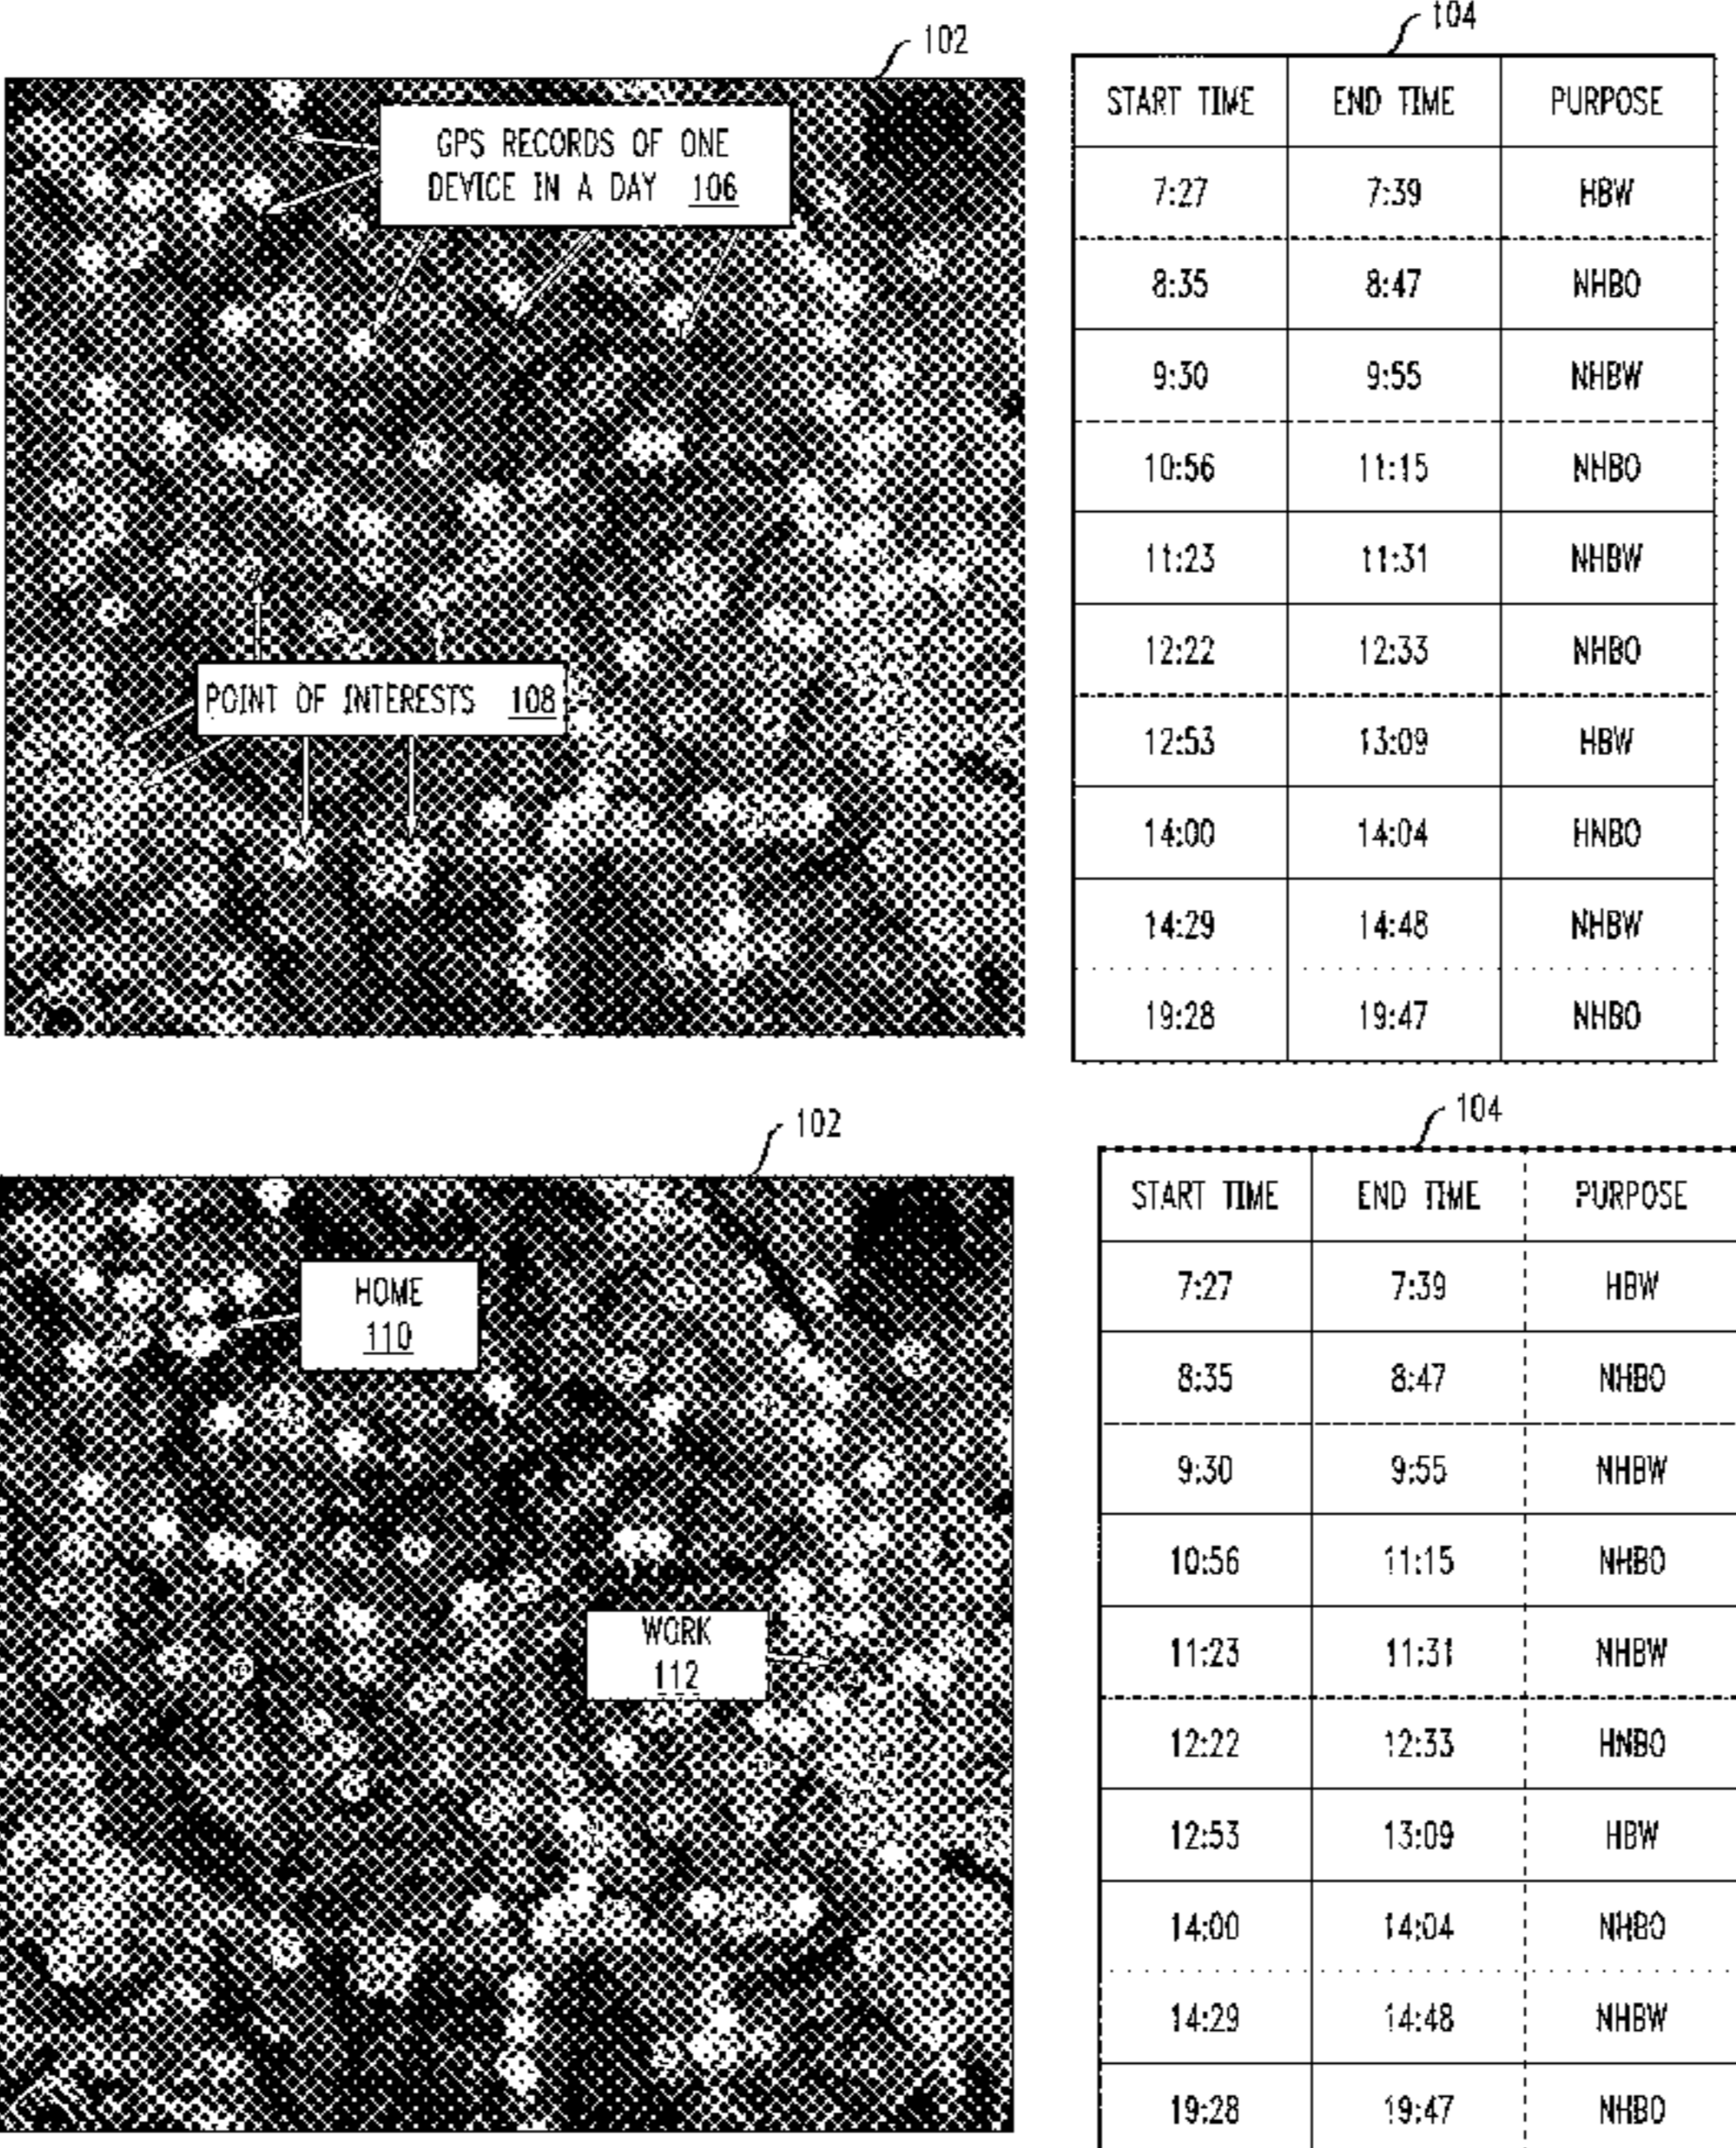 102
GPS RECORDS OF ONE
DEVICE IN A DAY 106
POINT OF INTERESTS 108
104
START TIME END TIME PURPOSE
7:27 7:39 HBW
8:35 8:47 NHBO
9:30 9:55 NHBW
10:56 11:15 NHBO
11:23 11:31 NHBW
12:22 12:33 NHBO
12:53 13:09 HBW
14:00 14:04 HNBO
14:29 14:48 NHBW
19:28 19:47 NHBO
102
HOME
110
WORK
112
104
START TIME END TIME PURPOSE
7:27 7:39 HBW
8:35 8:47 NHBO
9:30 9:55 NHBW
10:56 11:15 NHBO
11:23 11:31 NHBW
12:22 12:33 HNBO
12:53 13:09 HBW
14:00 14:04 NHBO
14:29 14:48 NHBW
19:28 19:47 NHBO